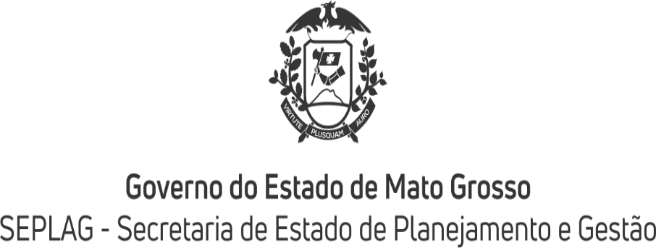 VIRTUTE PLUSQUAM AURO
Governo do Estado de Mato Grosso
SEPLAG - Secretaria de Estado de Planejamento e Gestão